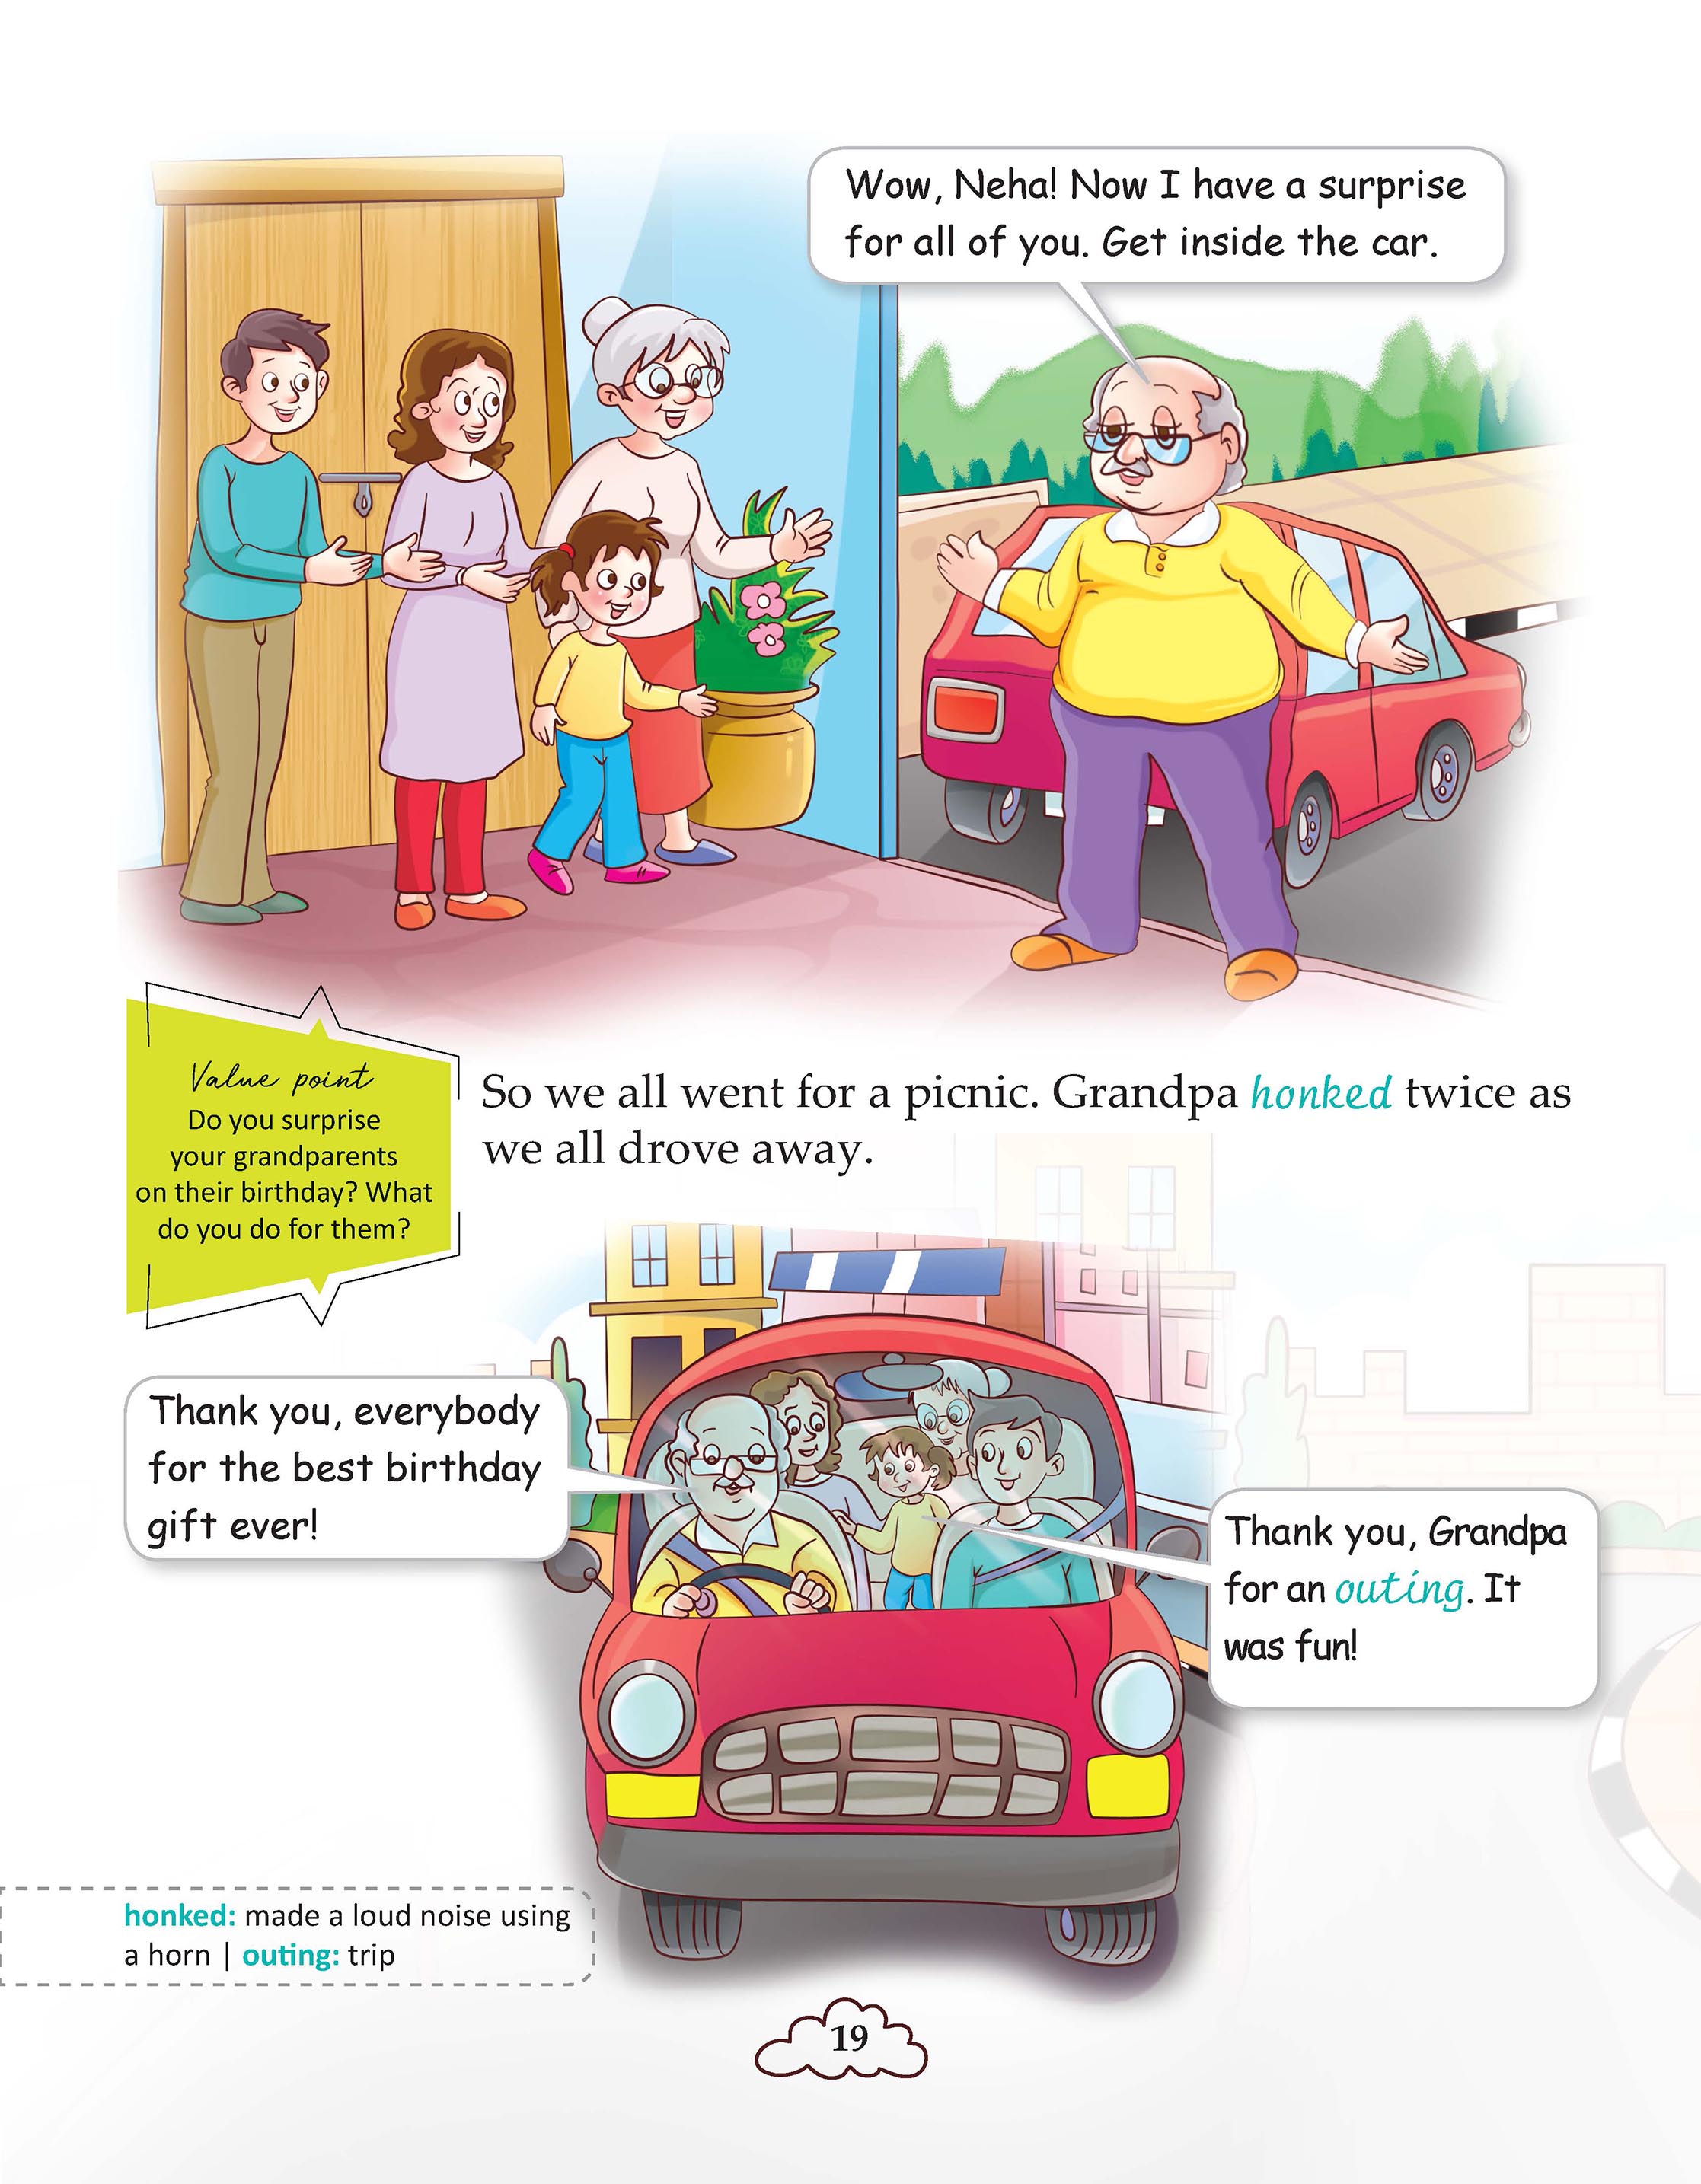 Wow, Neha! Now I have a surprise
for all of you. Get inside the car.
Value point
Do you surprise
your grandparents
on their birthday? What
do you do for them?
So we all went for a picnic. Grandpa honked twice as
we all drove away.
Thank you, everybody
for the best birthday
gift ever!
Thank you, Grandpa
for an outing. It
was fun!
honked: made a loud noise using
a horn | outing: trip
19